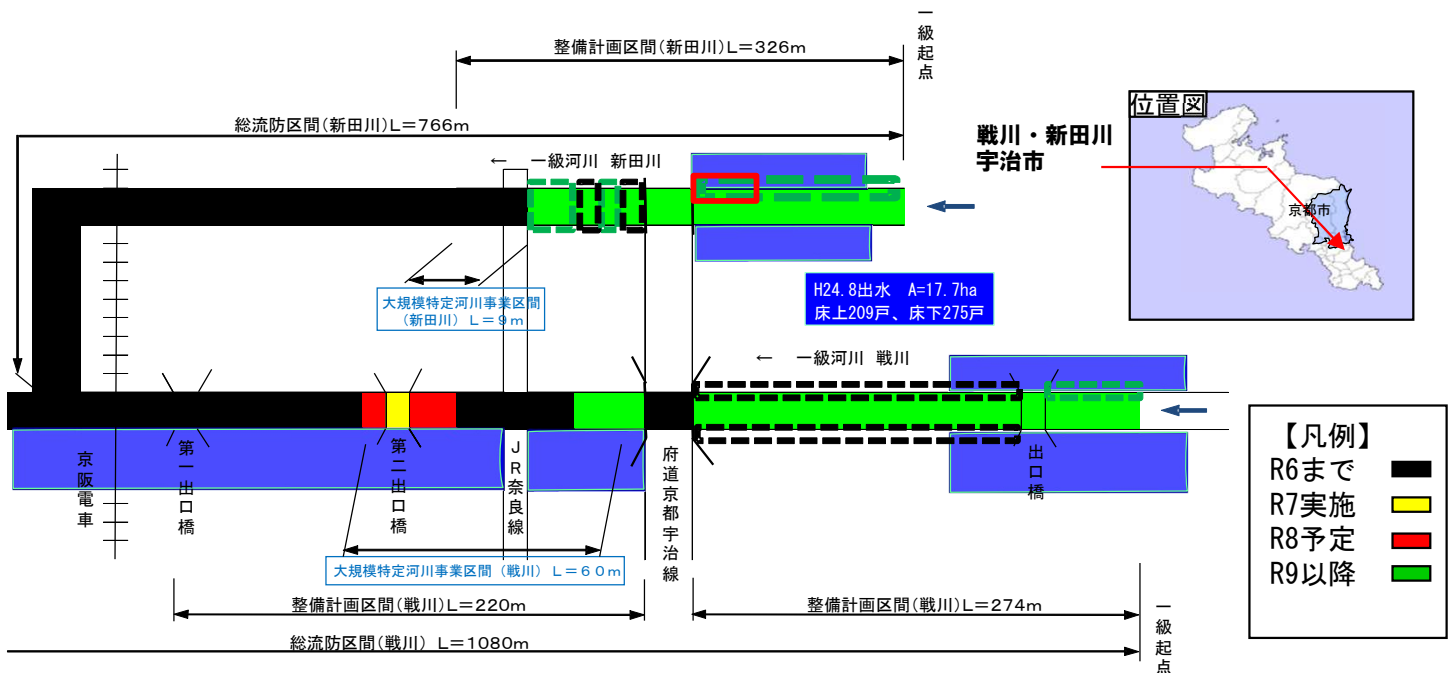 整備計画区間(新田川)L=326m
一級起点
総流防区間(新田川)L=766m
← 一級河川 新田川
位置図
戦川・新田川
宇治市
京都市
大規模特定河川事業区間
(新田川) L=9m
H24.8出水 A=17.7ha
床上209戸、床下275戸
← 一級河川 戦川
京阪電車
第一出口橋
第二出口橋
JR奈良線
府道京都宇治線
出口橋
大規模特定河川事業区間 (戦川) L=60m
整備計画区間(戦川)L=220m
整備計画区間(戦川)L=274m
総流防区間(戦川) L=1080m
一級起点
【凡例】
R6まで
R7実施
R8予定
R9以降